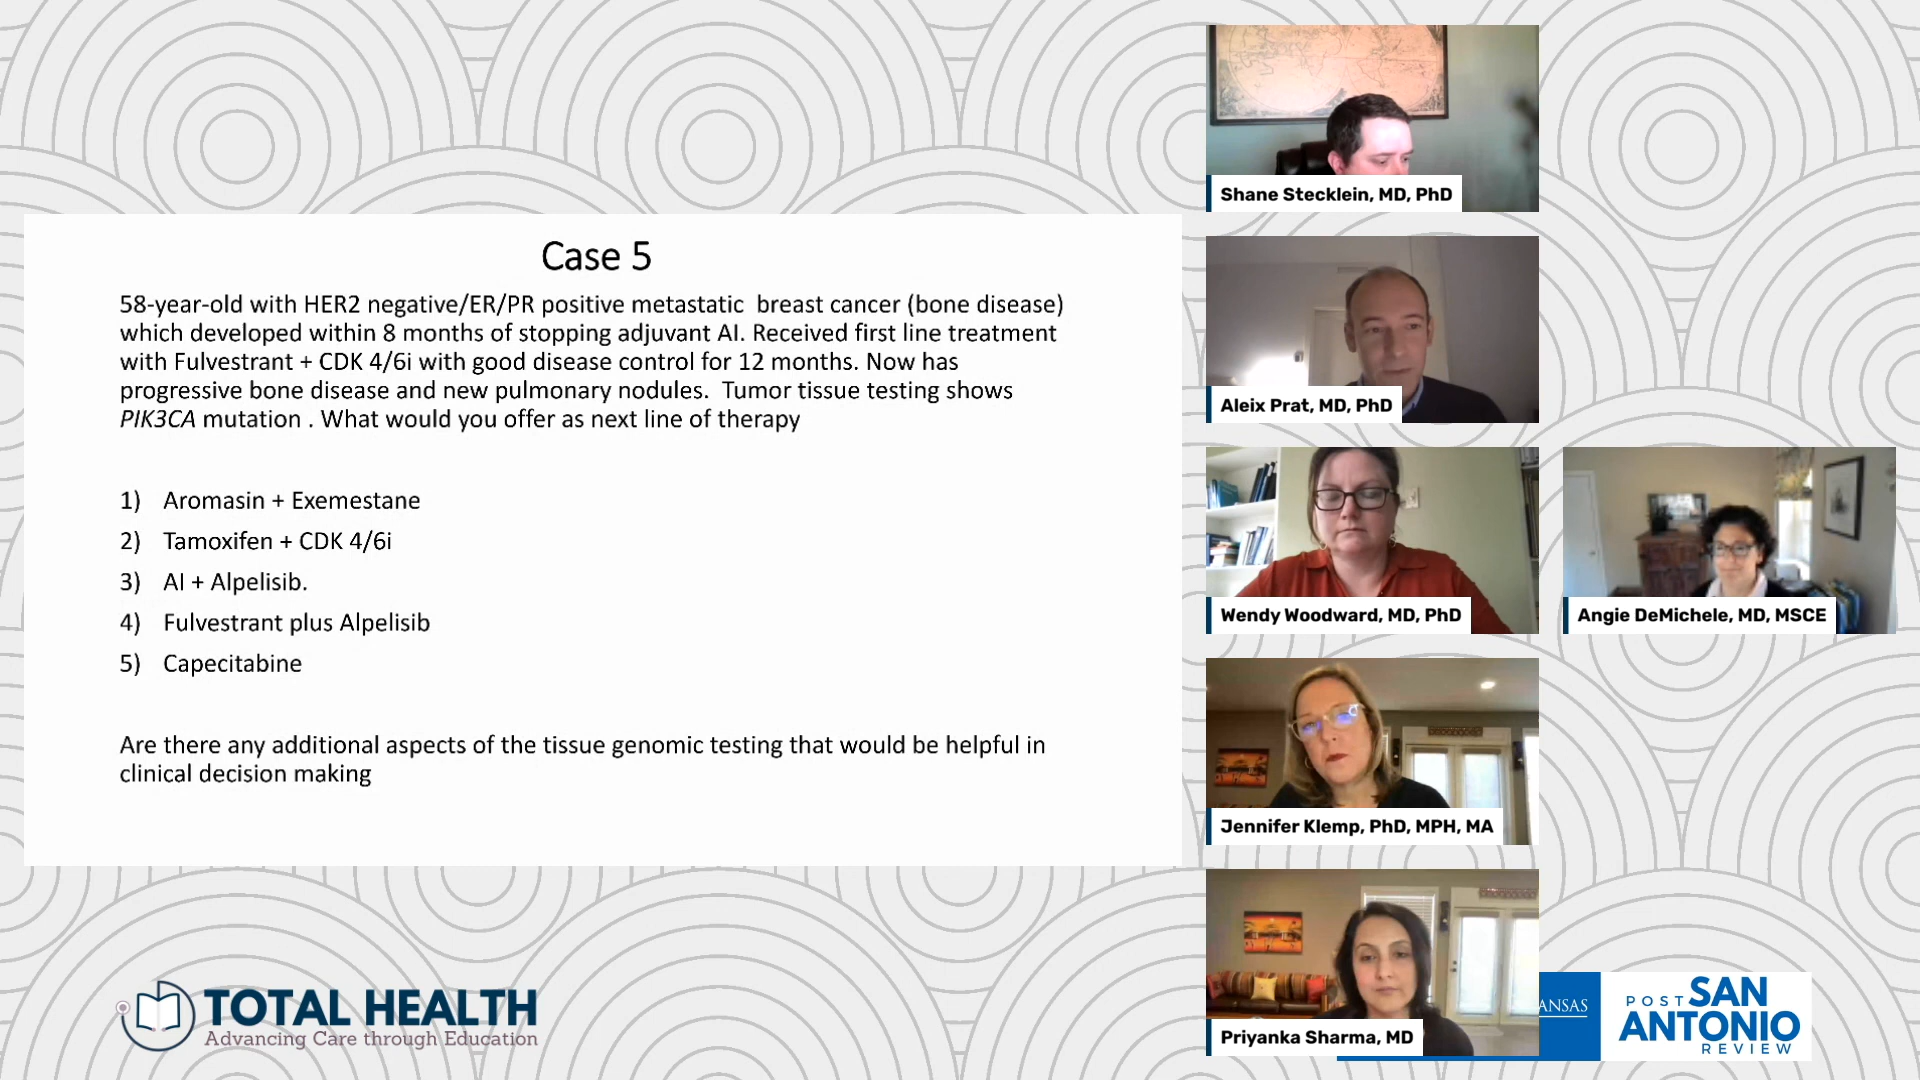 Case 5
58-year-old with HER2 negative/ER/PR positive metastatic breast cancer (bone disease)
which developed within 8 months of stopping adjuvant AI. Received first line treatment
with Fulvestrant + CDK 4/6i with good disease control for 12 months. Now has
progressive bone disease and new pulmonary nodules. Tumor tissue testing shows
PIK3CA mutation . What would you offer as next line of therapy
1) Aromasin + Exemestane
2) Tamoxifen + CDK 4/6i
3) AI + Alpelisib.
4) Fulvestrant plus Alpelisib
5) Capecitabine
Are there any additional aspects of the tissue genomic testing that would be helpful in
clinical decision making
Shane Stecklein, MD, PhD
Aleix Prat, MD, PhD
Wendy Woodward, MD, PhD
Angie DeMichele, MD, MSCE
Jennifer Klemp, PhD, MPH, MA
Priyanka Sharma, MD
TOTAL HEALTH
Advancing Care through Education
ANSAS
POST SAN
ANTONIO
REVIEW